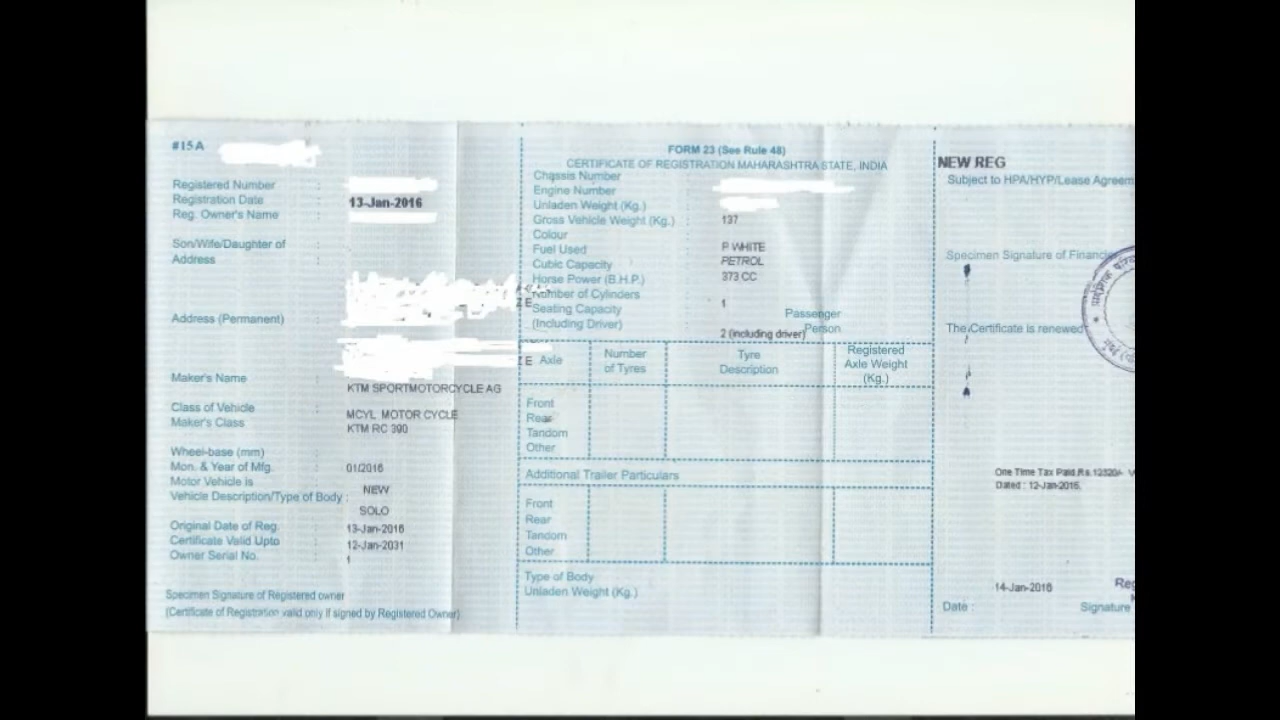 #15A
Registered Number :
Registration Date : 13-Jan-2016
Reg. Owner's Name :
Son/Wife/Daughter of :
Address :
Address (Permanent) :
Maker's Name : KTM SPORTMOTORCYCLE AG
Class of Vehicle : MCYL MOTOR CYCLE
Maker's Class : KTM RC 390
Wheel-base (mm) :
Mon. & Year of Mfg. : 01/2016
Motor Vehicle is NEW
Vehicle Description/Type of Body : SOLO
Original Date of Reg. : 13-Jan-2016
Certificate Valid Upto : 12-Jan-2031
Owner Serial No. : 1
Specimen Signature of Registered owner
(Certificate of Registration valid only if signed by Registered Owner)
FORM 23 (See Rule 48)
CERTIFICATE OF REGISTRATION MAHARASHTRA STATE, INDIA
Chassis Number
Engine Number
Unladen Weight (Kg.)
Gross Vehicle Weight (Kg.) : 137
Colour
Fuel Used P WHITE
Cubic Capacity PETROL
Horse Power (B.H.P.) 373 CC
Number of Cylinders
Seating Capacity 1 Passenger
(Including Driver) 2 (including driver) Person
Axle Number of Tyres Tyre Description Registered Axle Weight (Kg.)
Front
Rear
Tandom
Other
Additional Trailer Particulars
Front
Rear
Tandom
Other
Type of Body
Unladen Weight (Kg.)
NEW REG
Subject to HPA/HYP/Lease Agreem
Specimen Signature of Financi
The Certificate is renewed
One Time Tax Paid Rs.12320/-
Dated : 12-Jan-2016.
14-Jan-2016 Reg
Date : Signature